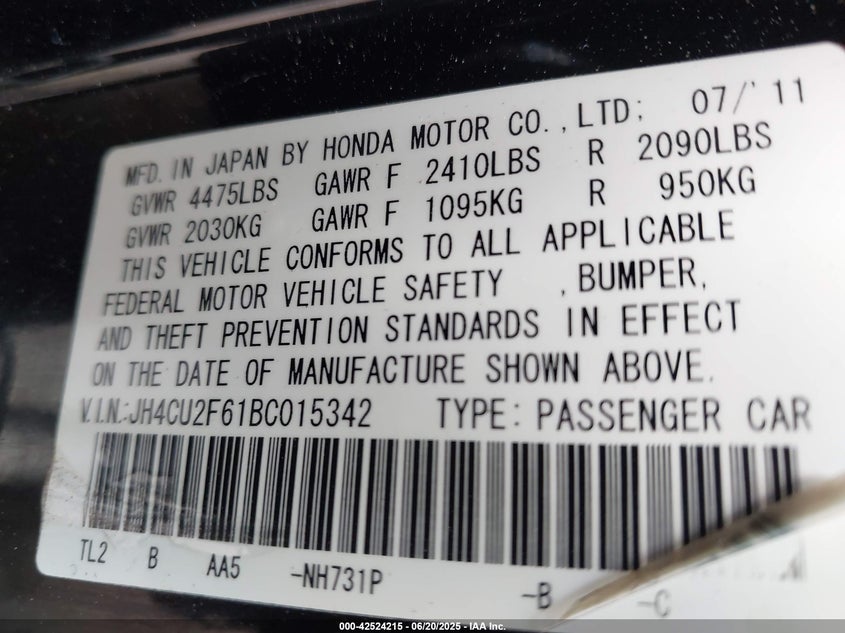 MFD. IN JAPAN BY HONDA MOTOR CO.,LTD; 07/'11
GVWR 4475LBS GAWR F 2410LBS R 2090LBS
GVWR 2030KG GAWR F 1095KG R 950KG
THIS VEHICLE CONFORMS TO ALL APPLICABLE
FEDERAL MOTOR VEHICLE SAFETY , BUMPER,
AND THEFT PREVENTION STANDARDS IN EFFECT
ON THE DATE OF MANUFACTURE SHOWN ABOVE.
V.I.N.:JH4CU2F61BC015342 TYPE: PASSENGER CAR
TL2 B AA5 -NH731P -B -C
000-42524215 - 06/20/2025 - IAA Inc.